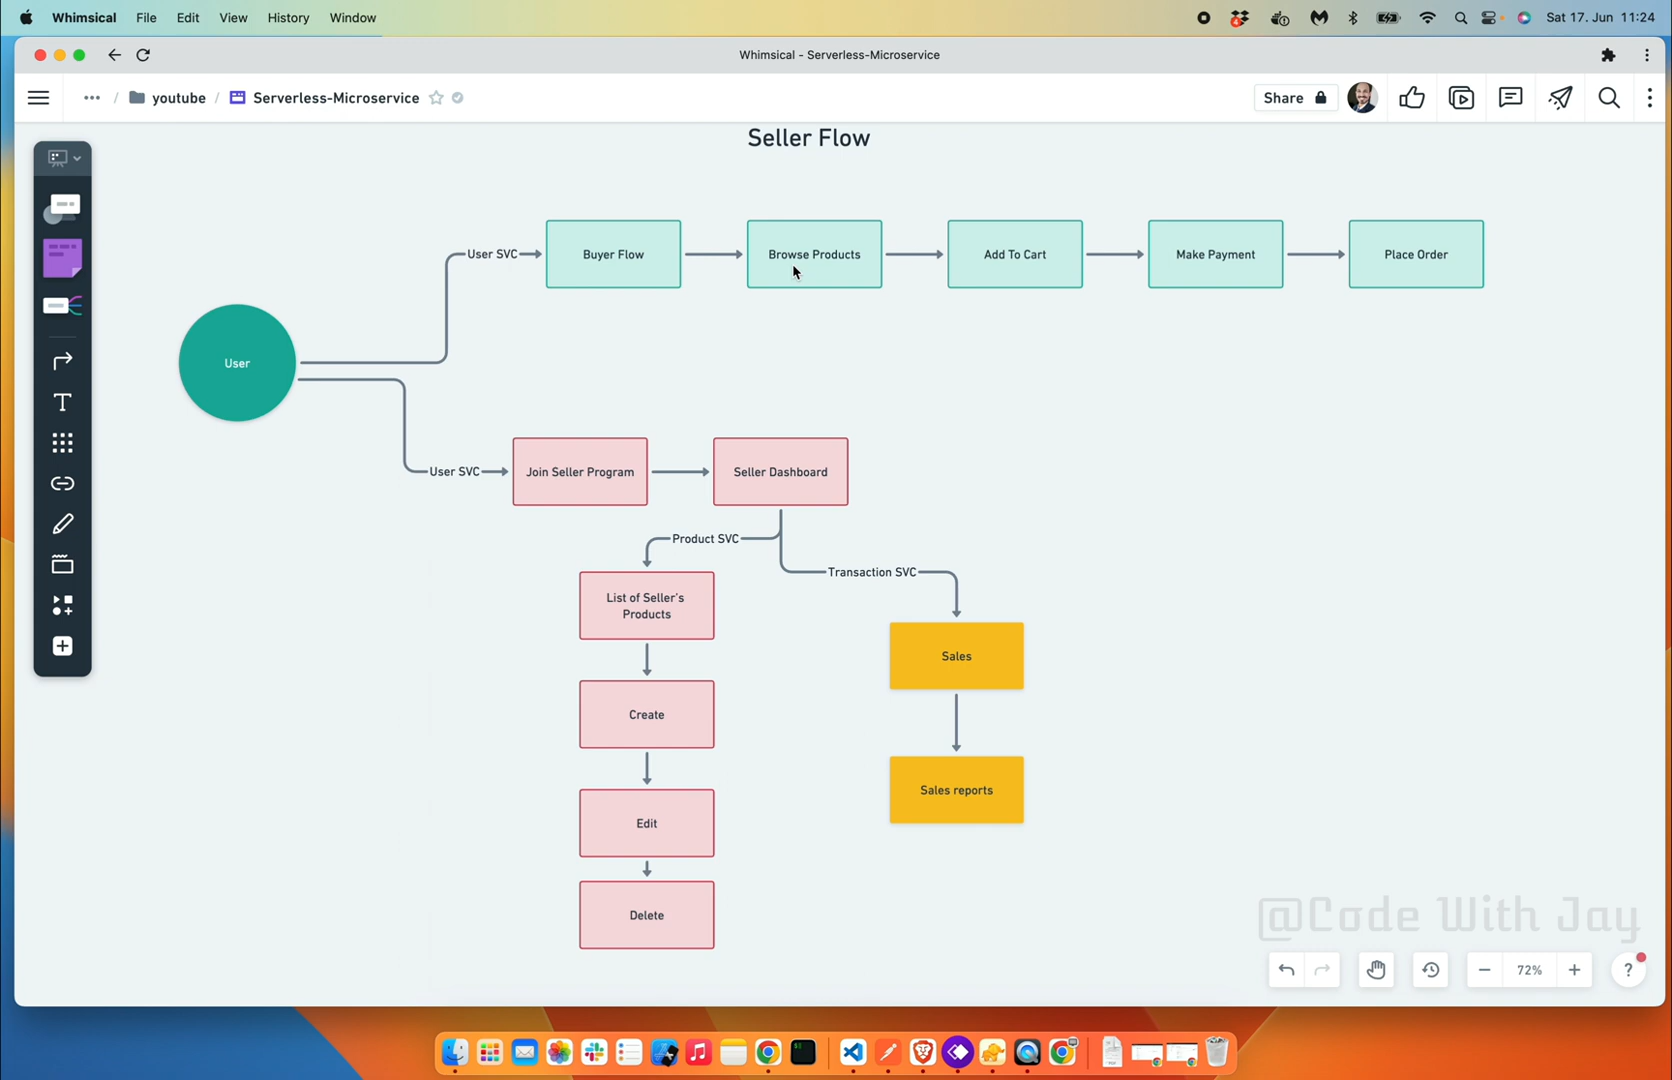 Whimsical File Edit View History Window
Sat 17. Jun 11:24
Whimsical - Serverless-Microservice
... / youtube / Serverless-Microservice
Share
Seller Flow
User SVC
Buyer Flow
Browse Products
Add To Cart
Make Payment
Place Order
User
User SVC
Join Seller Program
Seller Dashboard
Product SVC
Transaction SVC
List of Seller's
Products
Sales
Create
Sales reports
Edit
Delete
@Code With Jay
72%
?